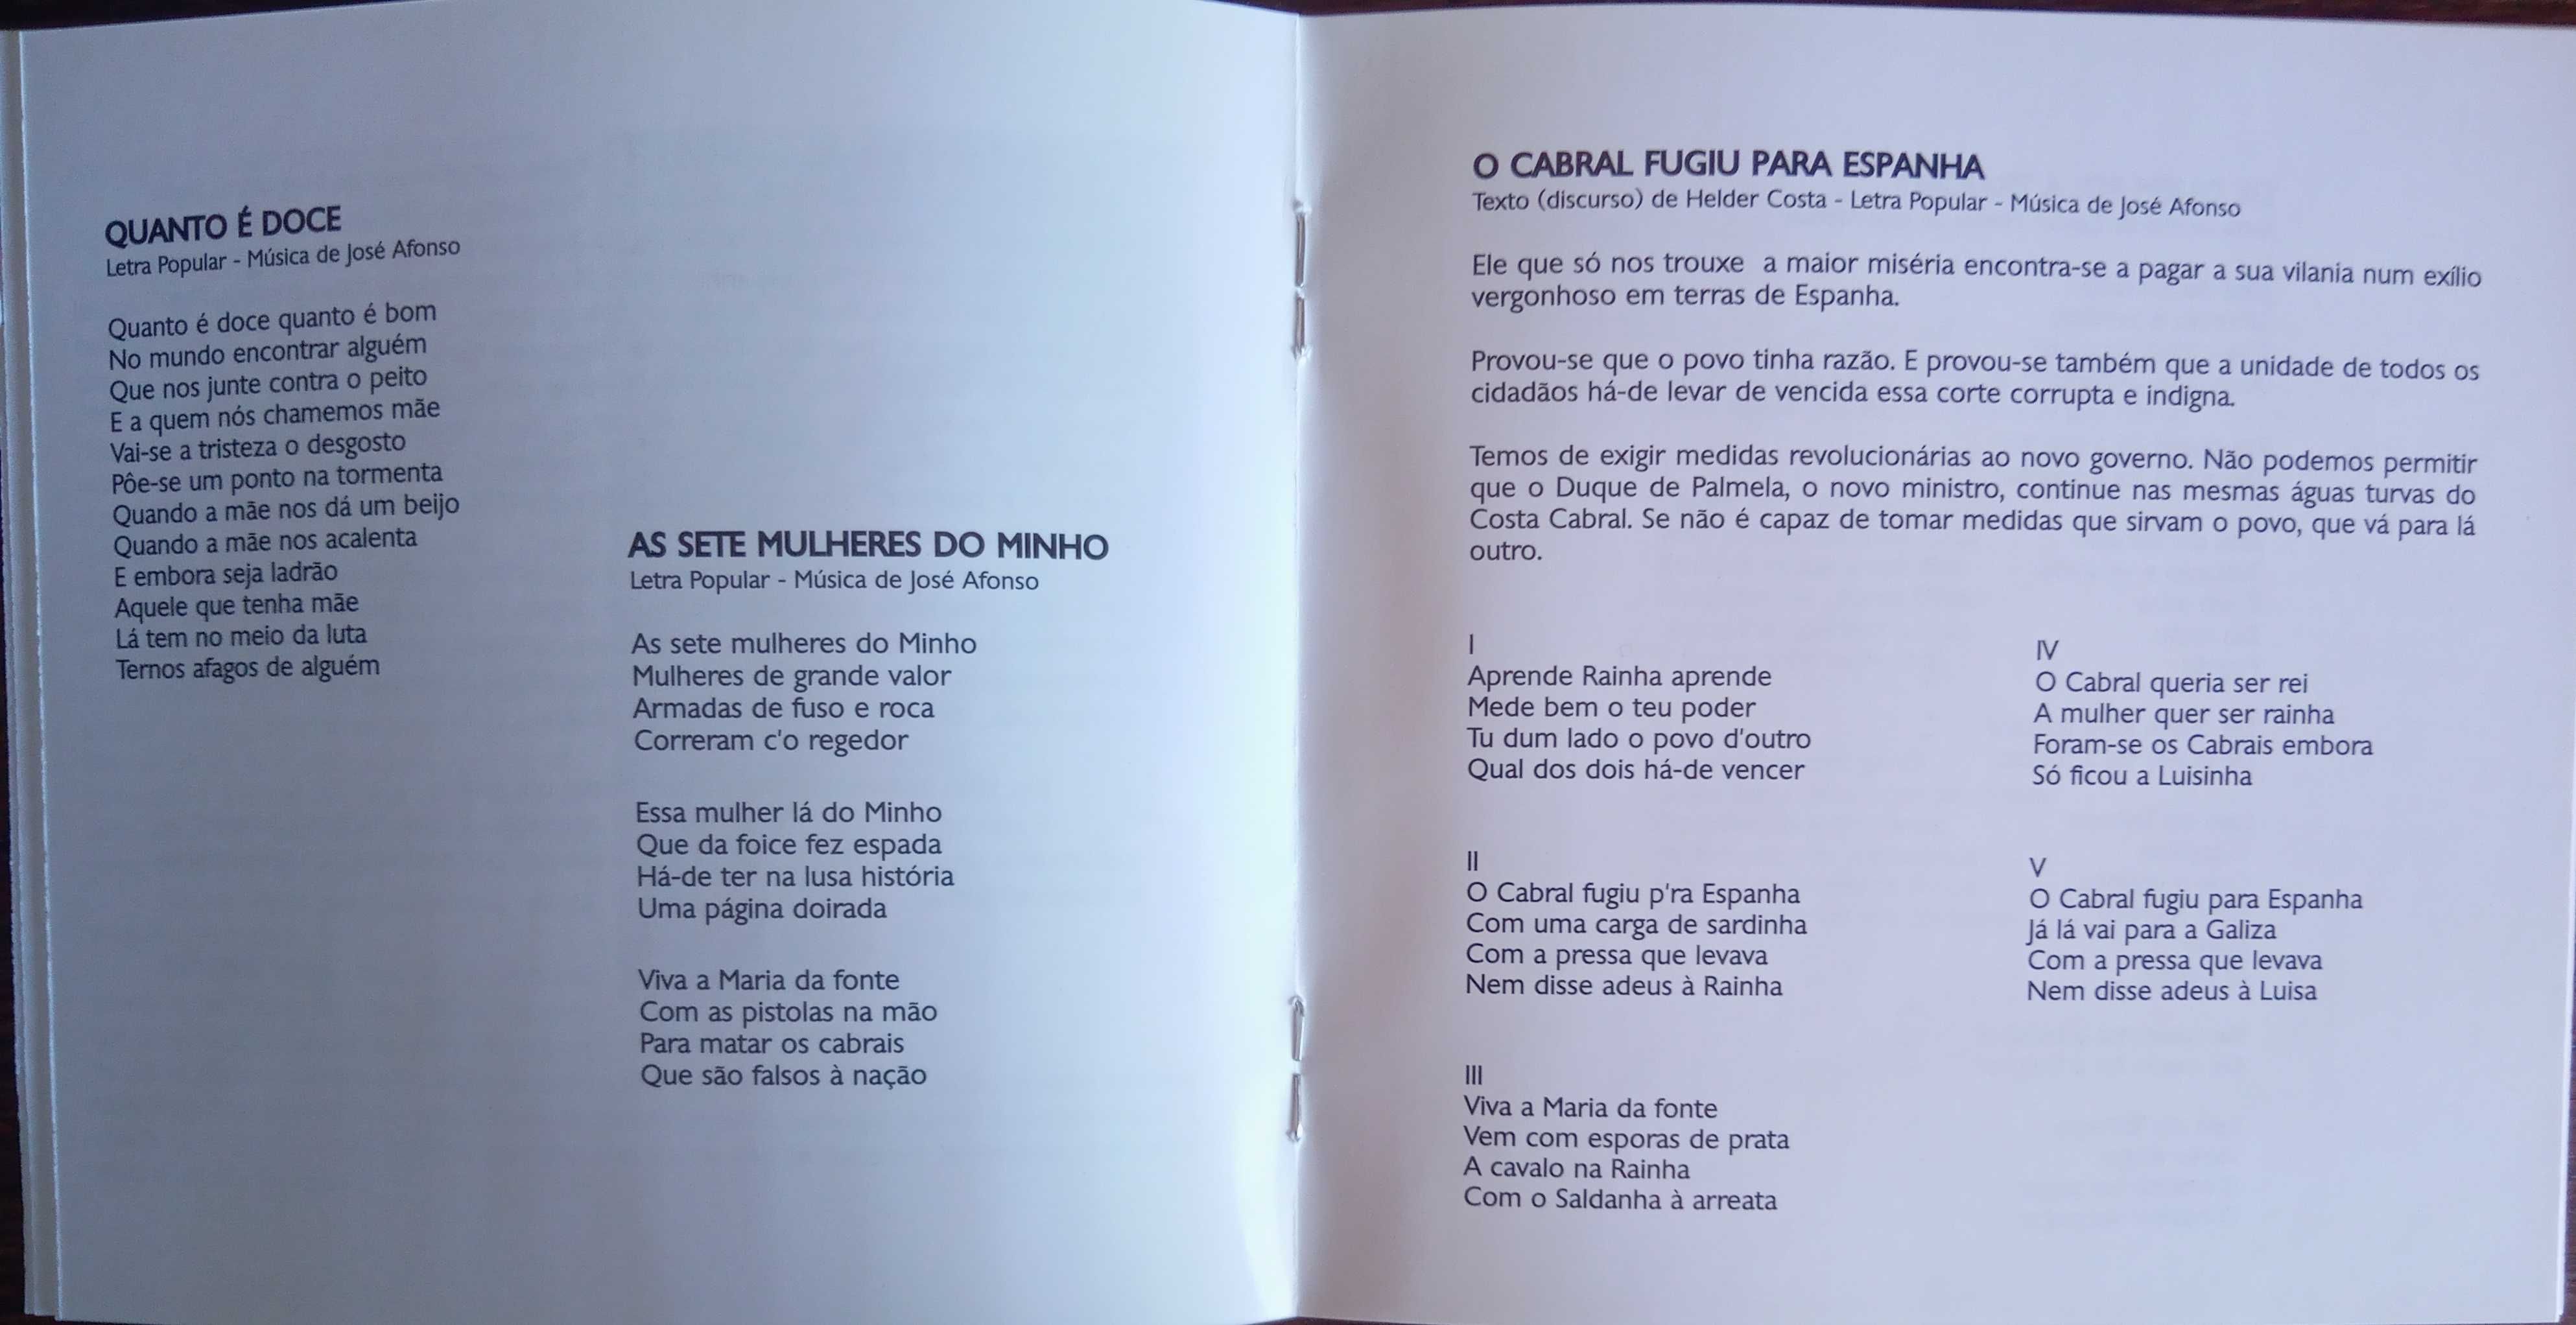 QUANTO É DOCE
Letra Popular - Música de José Afonso
Quanto é doce quanto é bom
No mundo encontrar alguém
Que nos junte contra o peito
E a quem nós chamemos mãe
Vai-se a tristeza o desgosto
Pôe-se um ponto na tormenta
Quando a mãe nos dá um beijo
Quando a mãe nos acalenta
E embora seja ladrão
Aquele que tenha mãe
Lá tem no meio da luta
Ternos afagos de alguém
AS SETE MULHERES DO MINHO
Letra Popular - Música de José Afonso
As sete mulheres do Minho
Mulheres de grande valor
Armadas de fuso e roca
Correram c'o regedor
Essa mulher lá do Minho
Que da foice fez espada
Há-de ter na lusa história
Uma página doirada
Viva a Maria da fonte
Com as pistolas na mão
Para matar os cabrais
Que são falsos à nação
O CABRAL FUGIU PARA ESPANHA
Texto (discurso) de Helder Costa - Letra Popular - Música de José Afonso
Ele que só nos trouxe a maior miséria encontra-se a pagar a sua vilania num exílio
vergonhoso em terras de Espanha.
Provou-se que o povo tinha razão. E provou-se também que a unidade de todos os
cidadãos há-de levar de vencida essa corte corrupta e indigna.
Temos de exigir medidas revolucionárias ao novo governo. Não podemos permitir
que o Duque de Palmela, o novo ministro, continue nas mesmas águas turvas do
Costa Cabral. Se não é capaz de tomar medidas que sirvam o povo, que vá para lá
outro.
I
Aprende Rainha aprende
Mede bem o teu poder
Tu dum lado o povo d'outro
Qual dos dois há-de vencer
II
O Cabral fugiu p'ra Espanha
Com uma carga de sardinha
Com a pressa que levava
Nem disse adeus à Rainha
III
Viva a Maria da fonte
Vem com esporas de prata
A cavalo na Rainha
Com o Saldanha à arreata
IV
O Cabral queria ser rei
A mulher quer ser rainha
Foram-se os Cabrais embora
Só ficou a Luisinha
V
O Cabral fugiu para Espanha
Já lá vai para a Galiza
Com a pressa que levava
Nem disse adeus à Luisa